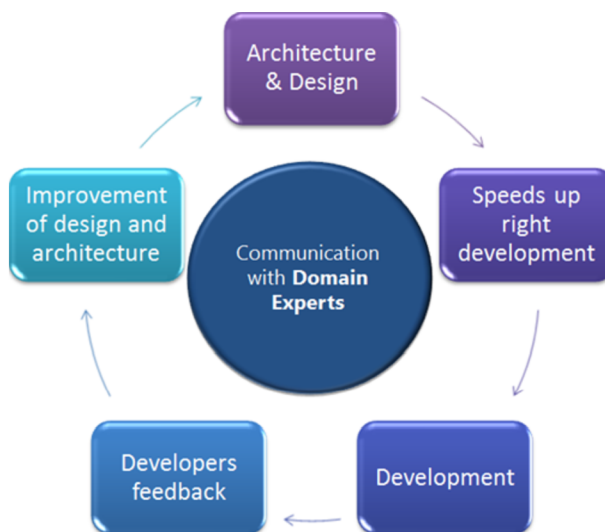 Architecture
& Design
Speeds up
right
development
Development
Developers
feedback
Improvement
of design and
architecture
Communication
with Domain
Experts